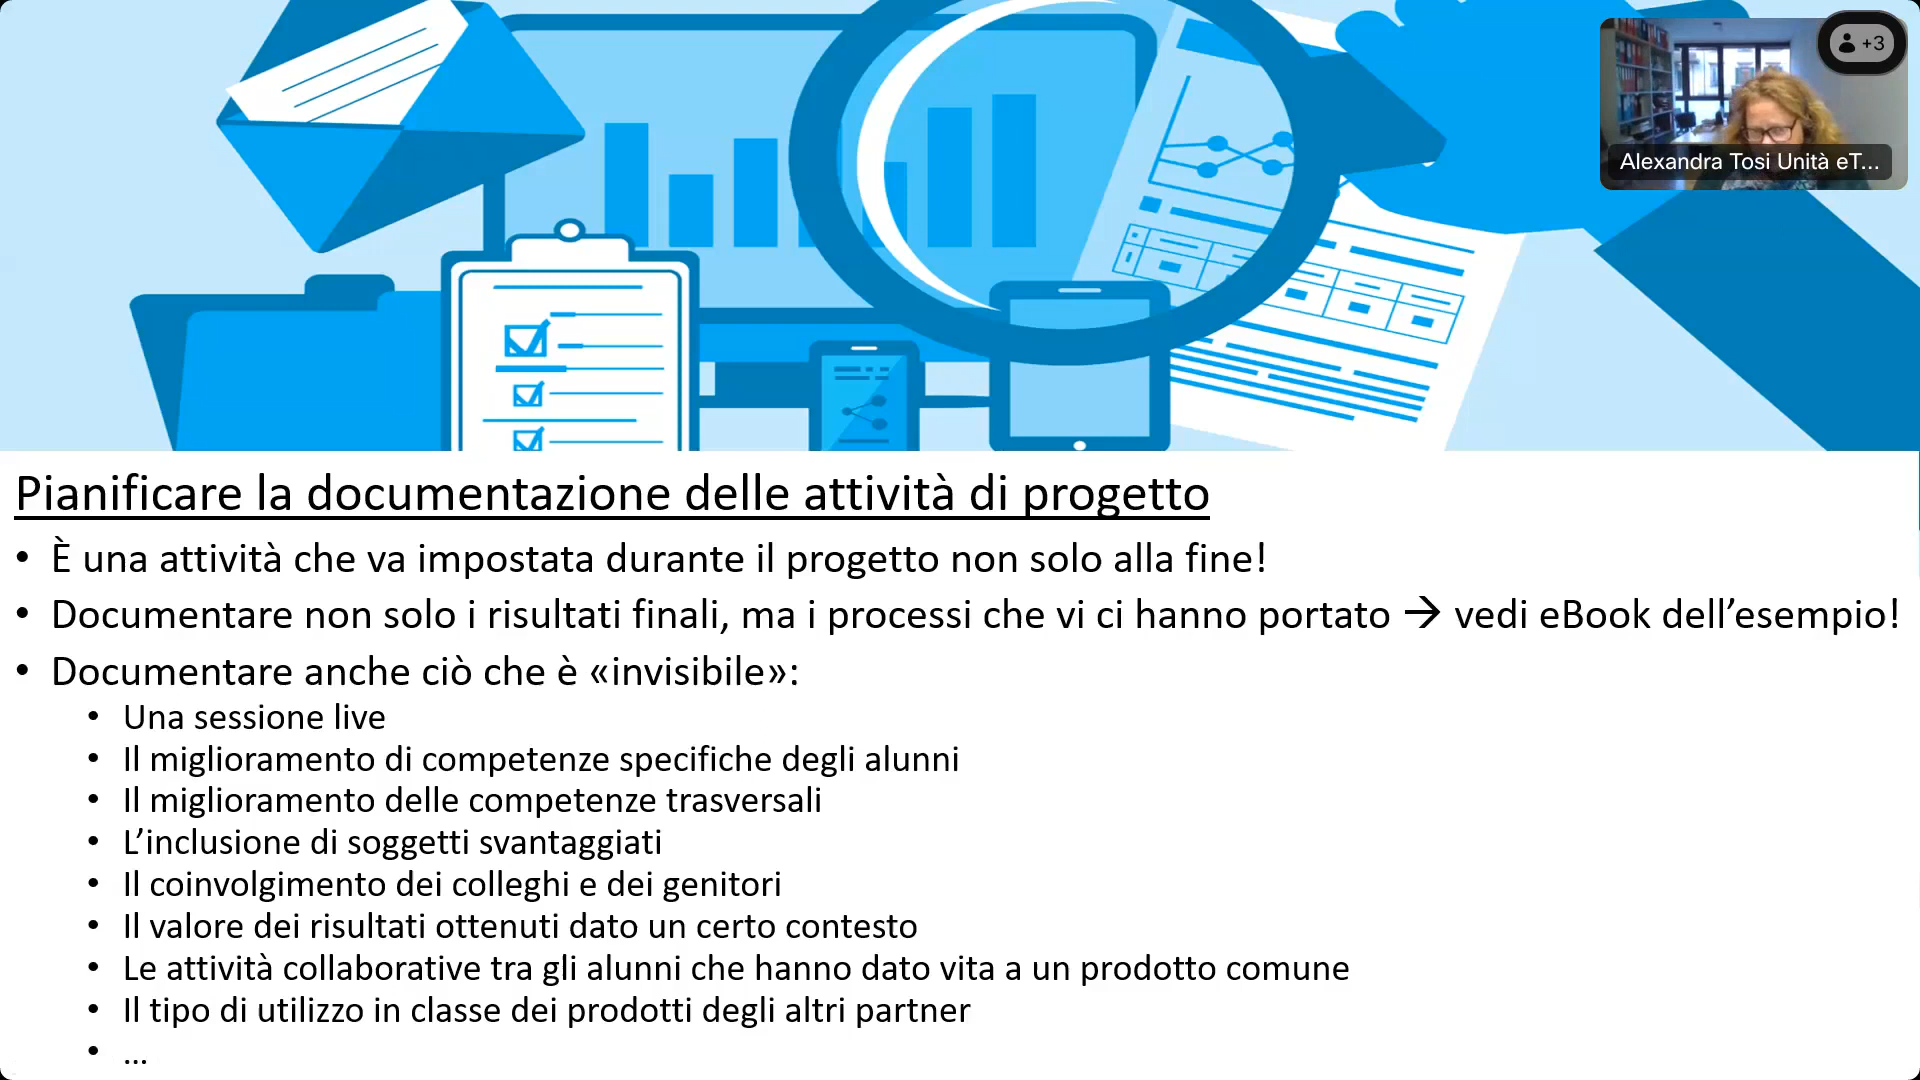 +3
Alexandra Tosi Unità eT...
Pianificare la documentazione delle attività di progetto
• È una attività che va impostata durante il progetto non solo alla fine!
• Documentare non solo i risultati finali, ma i processi che vi ci hanno portato → vedi eBook dell’esempio!
• Documentare anche ciò che è «invisibile»:
• Una sessione live
• Il miglioramento di competenze specifiche degli alunni
• Il miglioramento delle competenze trasversali
• L’inclusione di soggetti svantaggiati
• Il coinvolgimento dei colleghi e dei genitori
• Il valore dei risultati ottenuti dato un certo contesto
• Le attività collaborative tra gli alunni che hanno dato vita a un prodotto comune
• Il tipo di utilizzo in classe dei prodotti degli altri partner
• ...